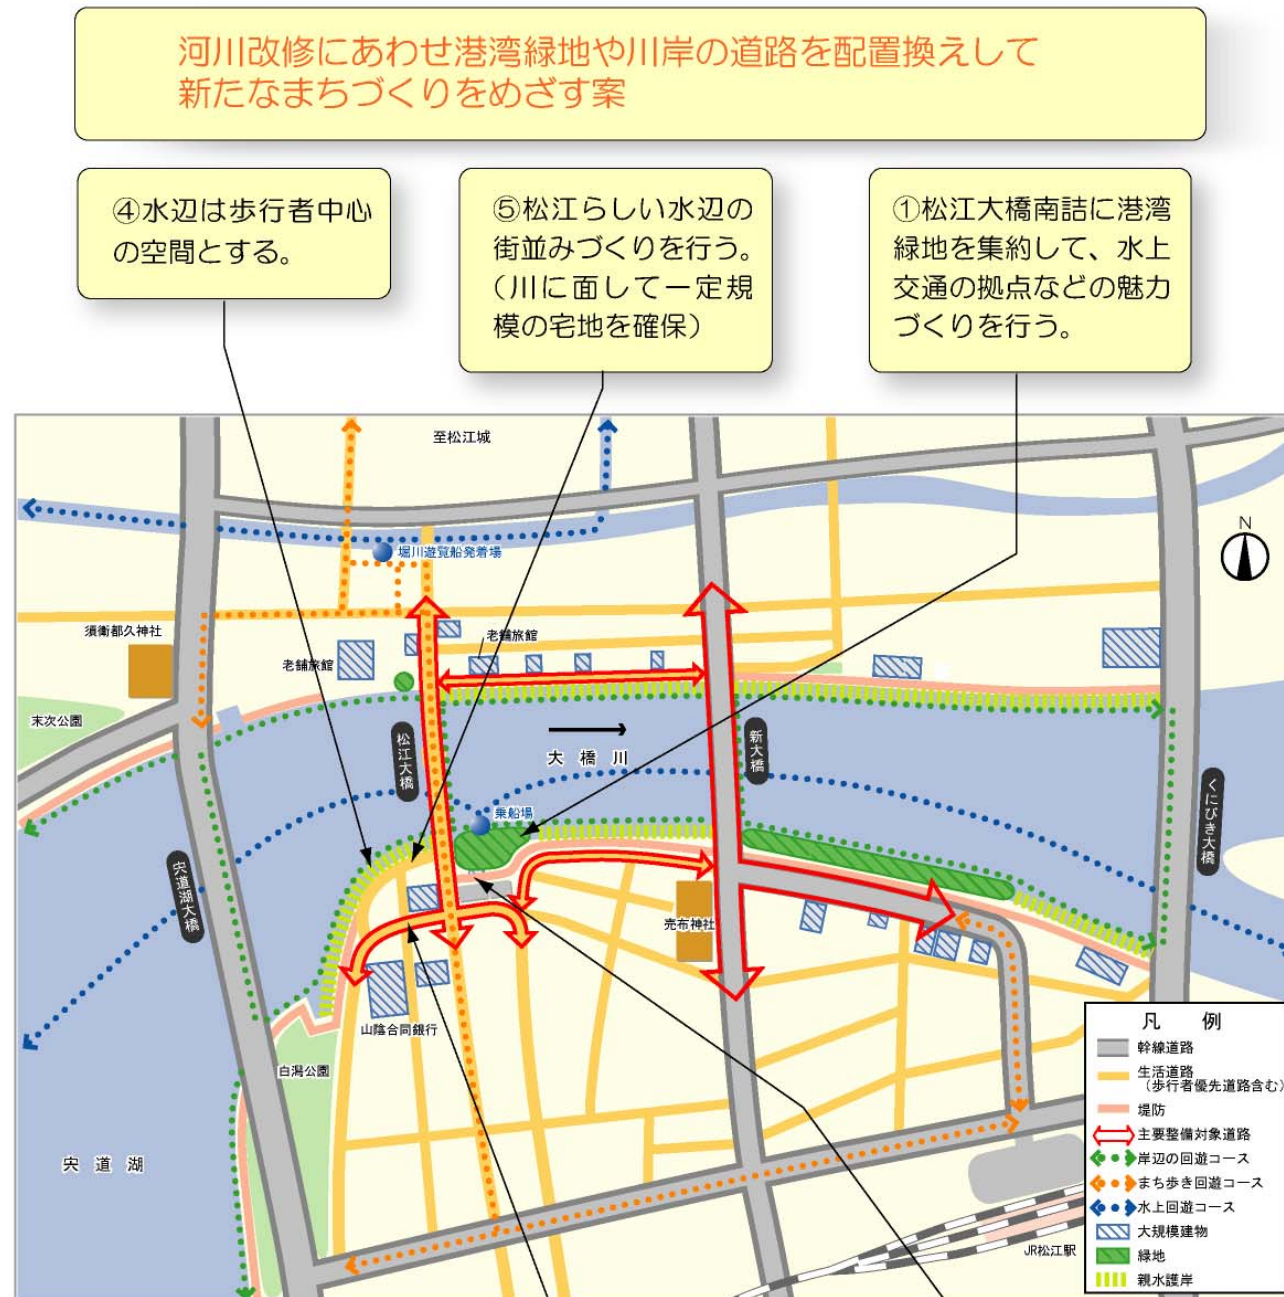 河川改修にあわせ港湾緑地や川岸の道路を配置換えして
新たなまちづくりをめざす案
④水辺は歩行者中心
の空間とする。
⑤松江らしい水辺の
街並みづくりを行う。
(川に面して一定規
模の宅地を確保)
①松江大橋南詰に港湾
緑地を集約して、水上
交通の拠点などの魅力
づくりを行う。
至松江城
堀川遊覧船発着場
N
須衛都久神社
老舗旅館
老舗旅館
末次公園
松江大橋
大橋川
新大橋
くにびき大橋
乗船場
宍道湖大橋
売布神社
山陰合同銀行
白潟公園
宍道湖
JR松江駅
凡例
幹線道路
生活道路
(歩行者優先道路含む)
堤防
主要整備対象道路
岸辺の回遊コース
まち歩き回遊コース
水上回遊コース
大規模建物
緑地
親水護岸